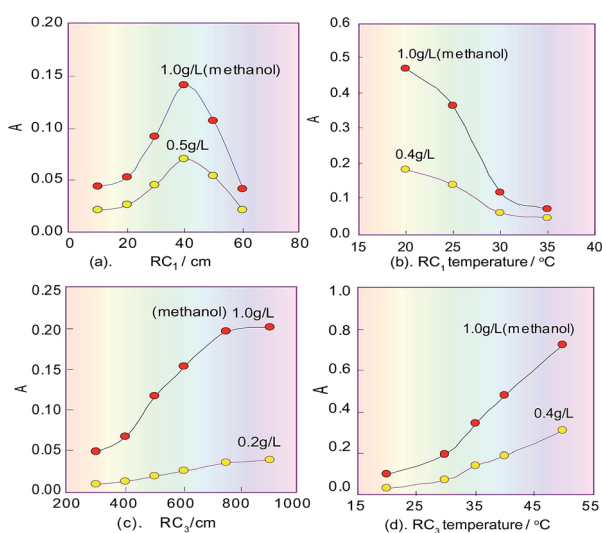 0.20
0.15
0.10
0.05
0.00
A
1.0g/L(methanol)
0.5g/L
0 20 40 60 80
(a). RC₁/ cm
0.6
0.5
0.4
0.3
0.2
0.1
0.0
A
1.0g/L(methanol)
0.4g/L
15 20 25 30 35 40
(b). RC₁ temperature / °C
0.25
0.20
0.15
0.10
0.05
0.00
A
(methanol) 1.0g/L
0.2g/L
200 400 600 800 1000
(c). RC₃/cm
1.0
0.8
0.6
0.4
0.2
0.0
A
1.0g/L(methanol)
0.4g/L
15 25 35 45 55
(d). RC₃ temperature / °C